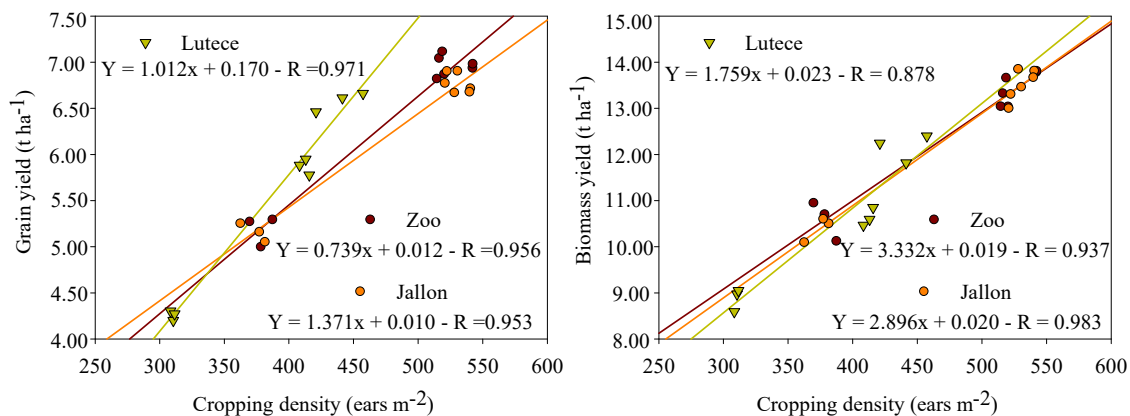 Grain yield (t ha-1)
7.50
7.00
6.50
6.00
5.50
5.00
4.50
4.00
Lutece
Y = 1.012x + 0.170 - R =0.971
Zoo
Y = 0.739x + 0.012 - R =0.956
Jallon
Y = 1.371x + 0.010 - R =0.953
250 300 350 400 450 500 550 600
Cropping density (ears m-2)
Biomass yield (t ha-1)
15.00
14.00
13.00
12.00
11.00
10.00
9.00
8.00
Lutece
Y = 1.759x + 0.023 - R = 0.878
Zoo
Y = 3.332x + 0.019 - R = 0.937
Jallon
Y = 2.896x + 0.020 - R = 0.983
250 300 350 400 450 500 550 600
Cropping density (ears m-2)